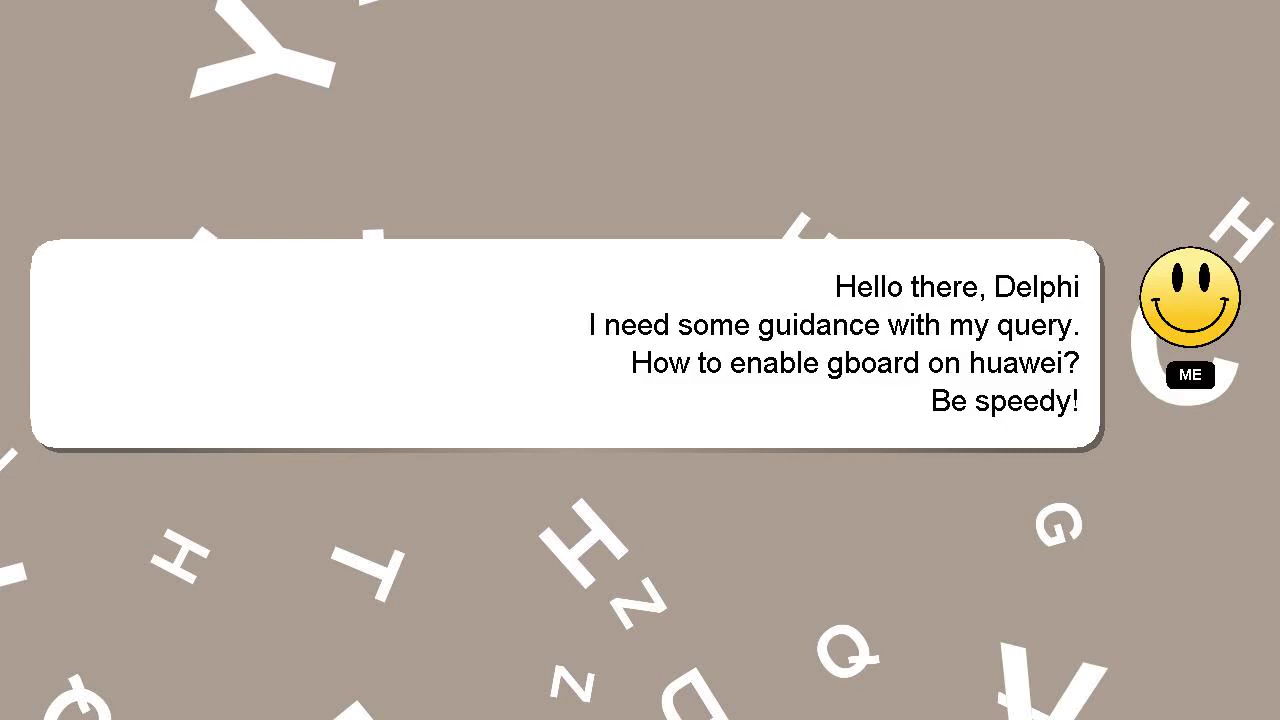 Hello there, Delphi
I need some guidance with my query.
How to enable gboard on huawei?
Be speedy!
ME